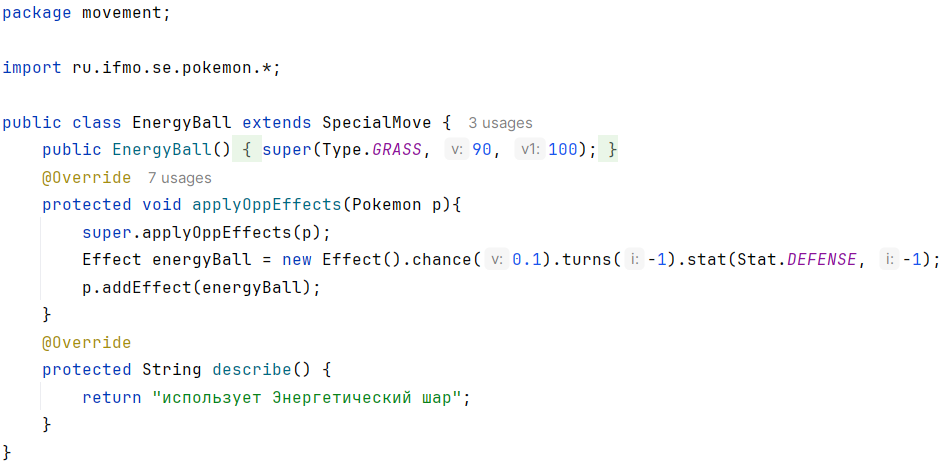 package movement;
import ru.ifmo.se.pokemon.*;
public class EnergyBall extends SpecialMove { 3 usages
public EnergyBall() { super(Type.GRASS, v: 90, v1: 100); }
@Override 7 usages
protected void applyOppEffects(Pokemon p){
super.applyOppEffects(p);
Effect energyBall = new Effect().chance( v: 0.1).turns( i: -1).stat(Stat.DEFENSE, i: -1);
p.addEffect(energyBall);
}
@Override
protected String describe() {
return "использует Энергетический шар";
}
}